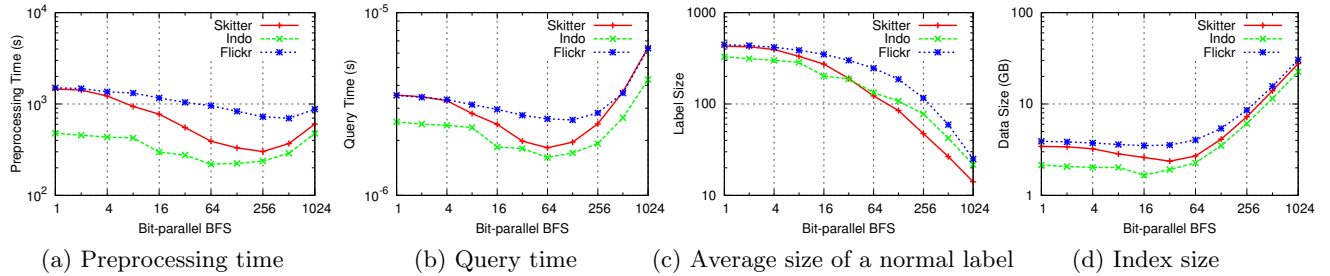 10^4
10^3
10^2
Preprocessing Time (s)
Skitter
Indo
Flickr
1 4 16 64 256 1024
Bit-parallel BFS
(a) Preprocessing time
10^-5
10^-6
Query Time (s)
Skitter
Indo
Flickr
1 4 16 64 256 1024
Bit-parallel BFS
(b) Query time
1000
100
10
Label Size
Skitter
Indo
Flickr
1 4 16 64 256 1024
Bit-parallel BFS
(c) Average size of a normal label
100
10
1
Data Size (GB)
Skitter
Indo
Flickr
1 4 16 64 256 1024
Bit-parallel BFS
(d) Index size